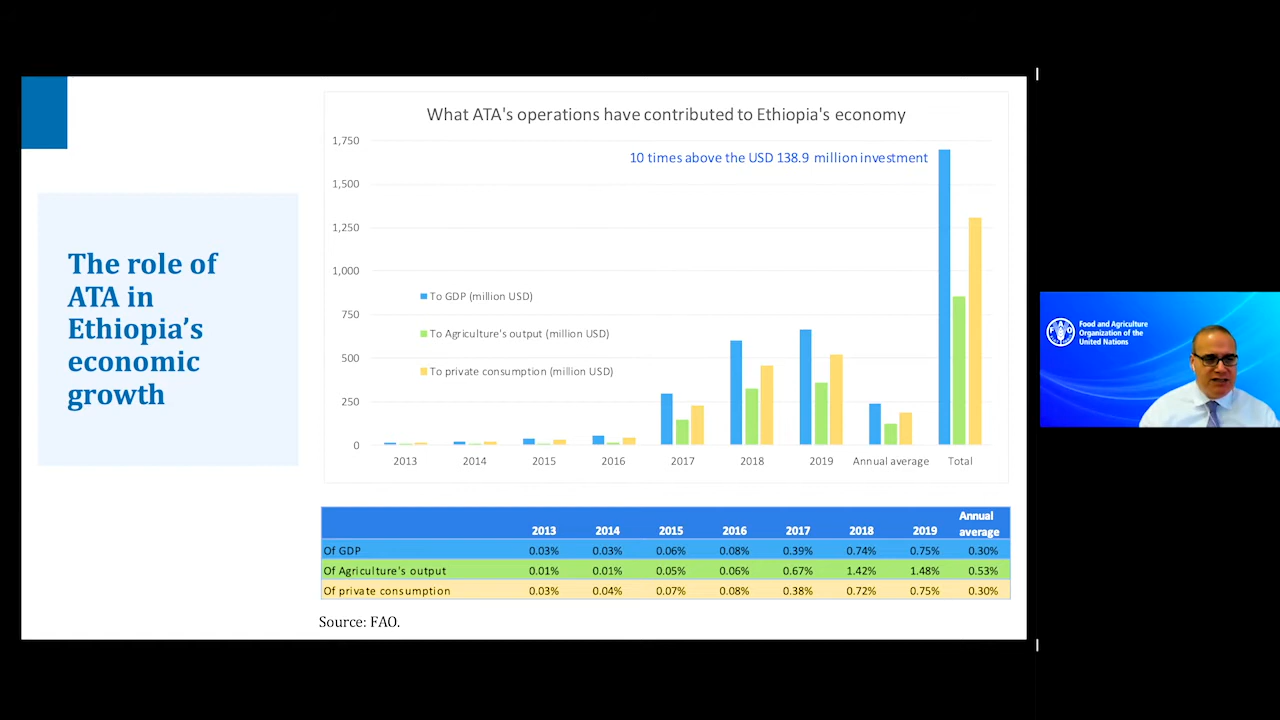 The role of
ATA in
Ethiopia's
economic
growth
What ATA's operations have contributed to Ethiopia's economy
10 times above the USD 138.9 million investment
1,750
1,500
1,250
1,000
750
500
250
0
To GDP (million USD)
To Agriculture's output (million USD)
To private consumption (million USD)
2013 2014 2015 2016 2017 2018 2019 Annual average Total
2013 2014 2015 2016 2017 2018 2019 Annual average
Of GDP 0.03% 0.03% 0.06% 0.08% 0.39% 0.74% 0.75% 0.30%
Of Agriculture's output 0.01% 0.01% 0.05% 0.06% 0.67% 1.42% 1.48% 0.53%
Of private consumption 0.03% 0.04% 0.07% 0.08% 0.38% 0.72% 0.75% 0.30%
Source: FAO.
FAO
Food and Agriculture
Organization of the
United Nations